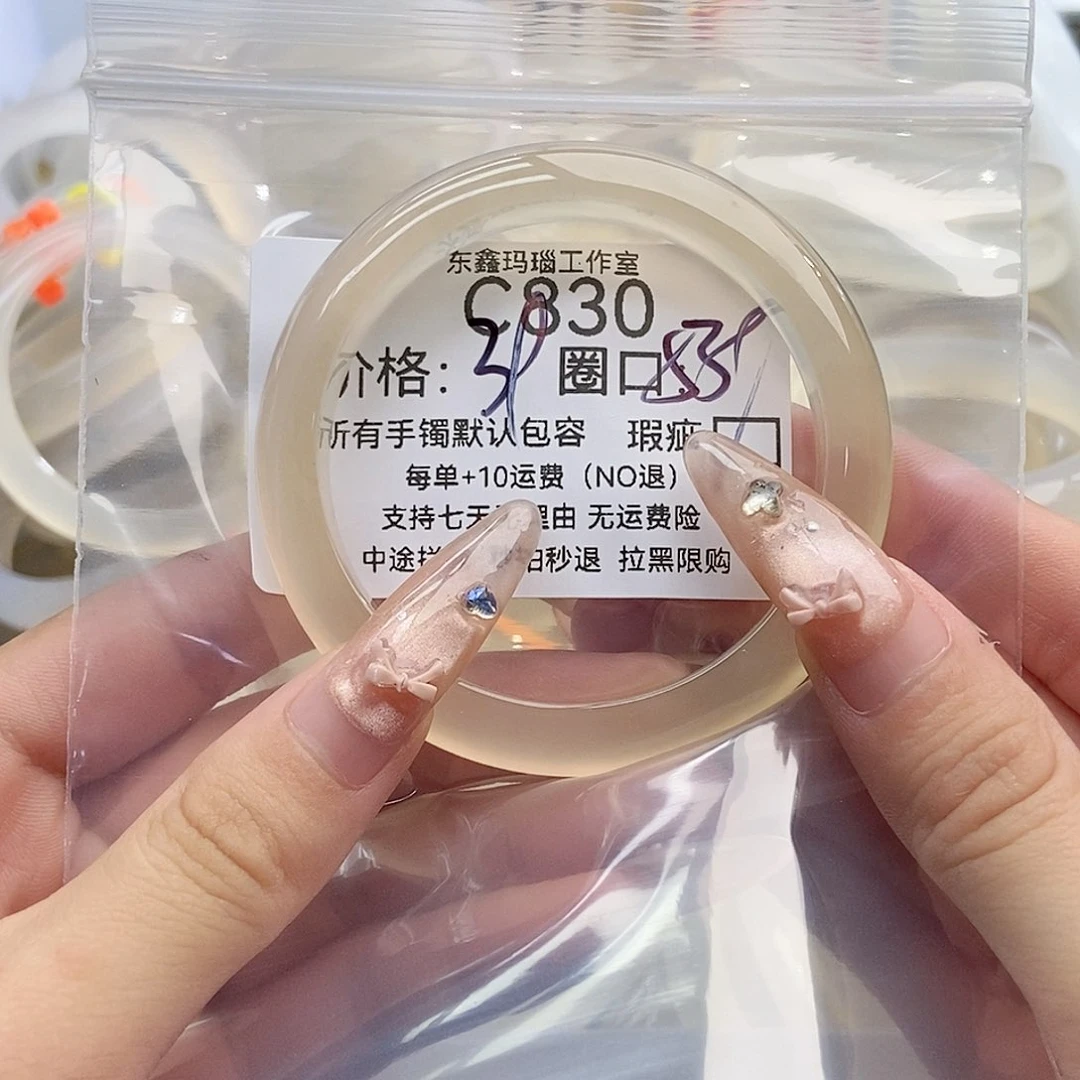 东鑫玛瑙工作室
C830
价格： 圈口
所有手镯默认包容 瑕疵
每单+10运费（NO退）
支持七天 理由 无运费险
中途 秒拍秒退 拉黑限购